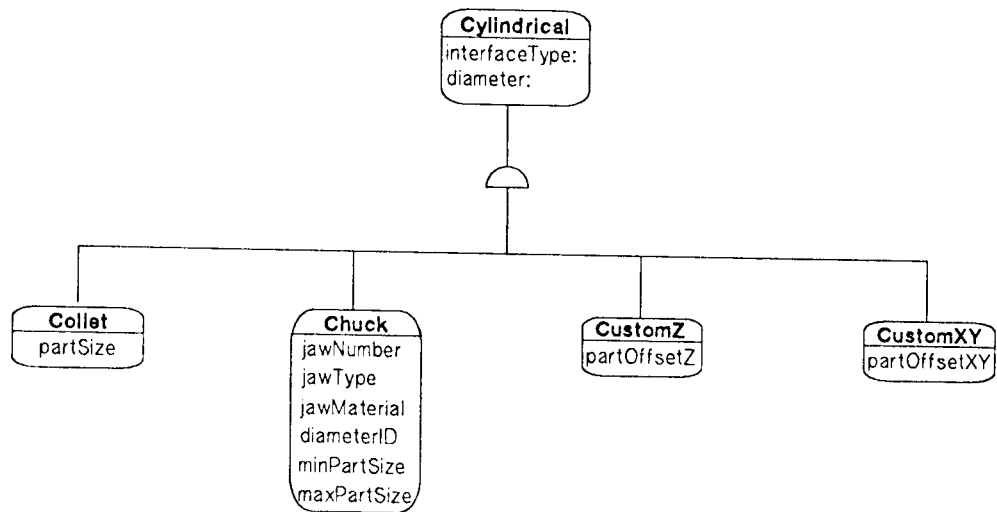 Cylindrical
interfaceType:
diameter:
Collet
partSize
Chuck
jawNumber
jawType
jawMaterial
diameterID
minPartSize
maxPartSize
CustomZ
partOffsetZ
CustomXY
partOffsetXY